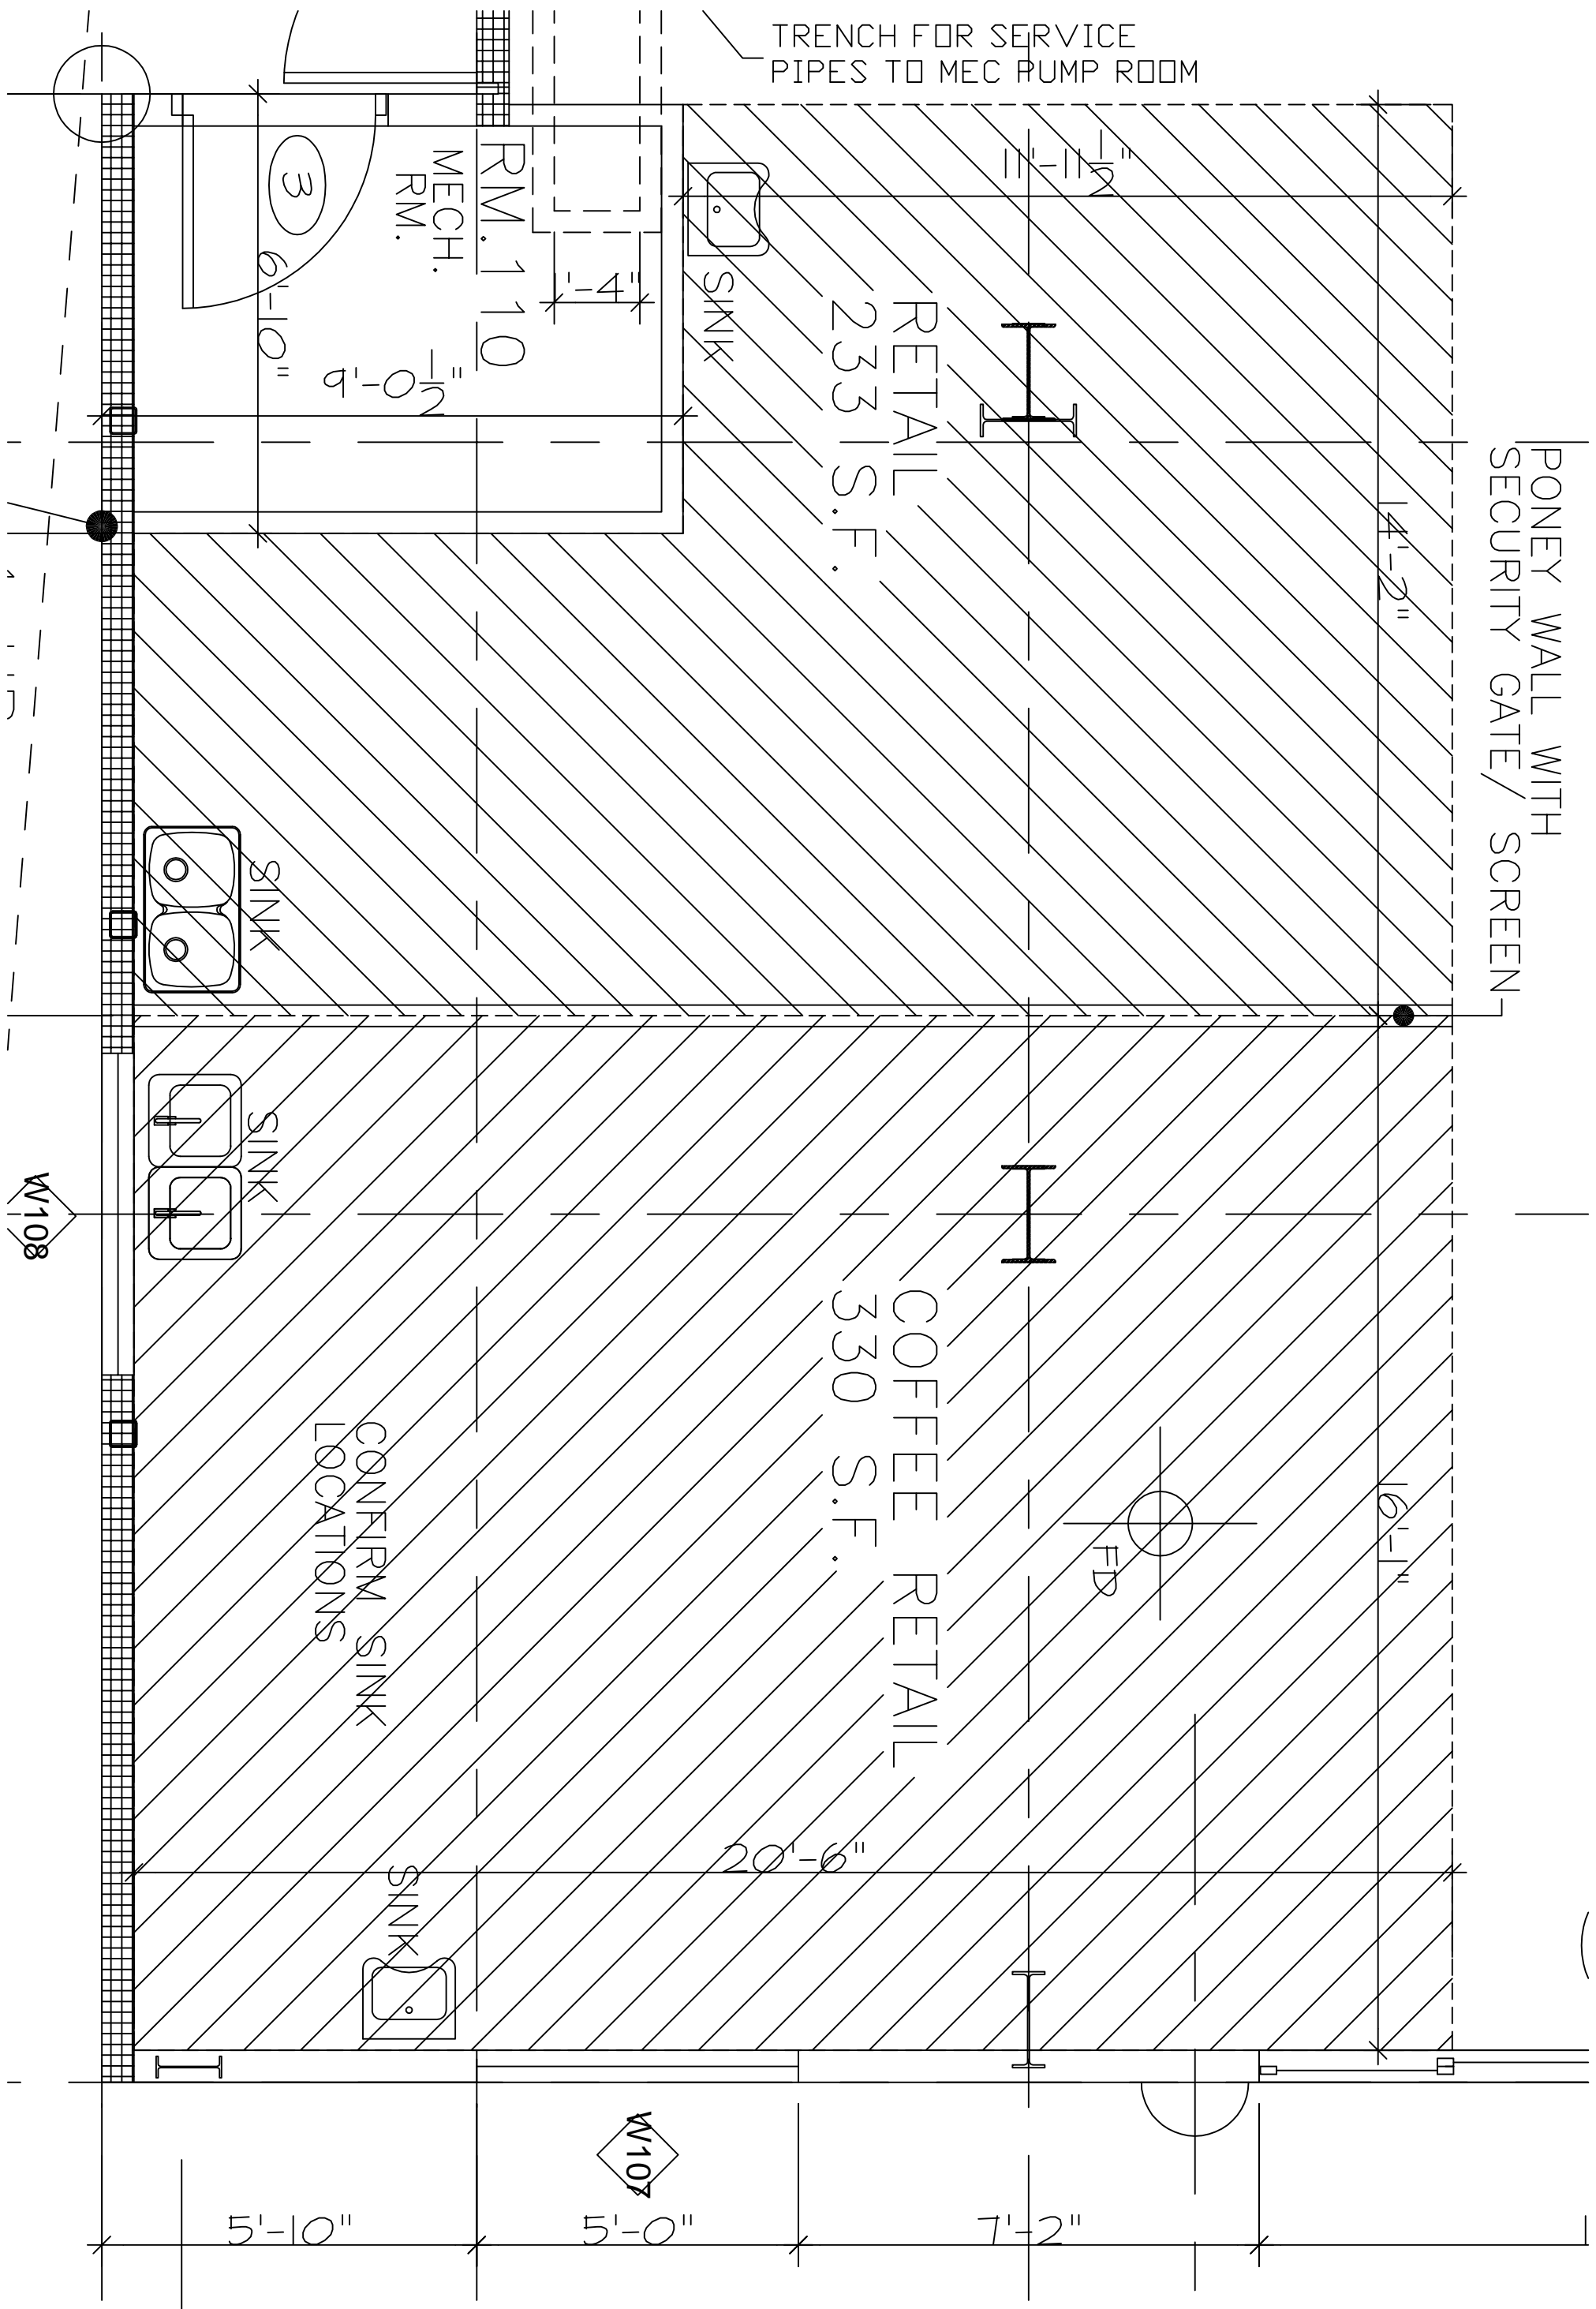 TRENCH FOR SERVICE
PIPES TO MEC PUMP ROOM
11'-11 1/2"
3
RM. 110
MECH.
RM.
6'-10"
1'-4"
9'-0 1/2"
SINK
RETAIL
233 S.F.
14'-2"
PONEY WALL WITH
SECURITY GATE/ SCREEN
SINK
SINK
W108
COFFEE RETAIL
330 S.F.
CONFIRM SINK
LOCATIONS
FD
16'-1"
20'-6"
SINK
W107
5'-10"
5'-0"
7'-2"